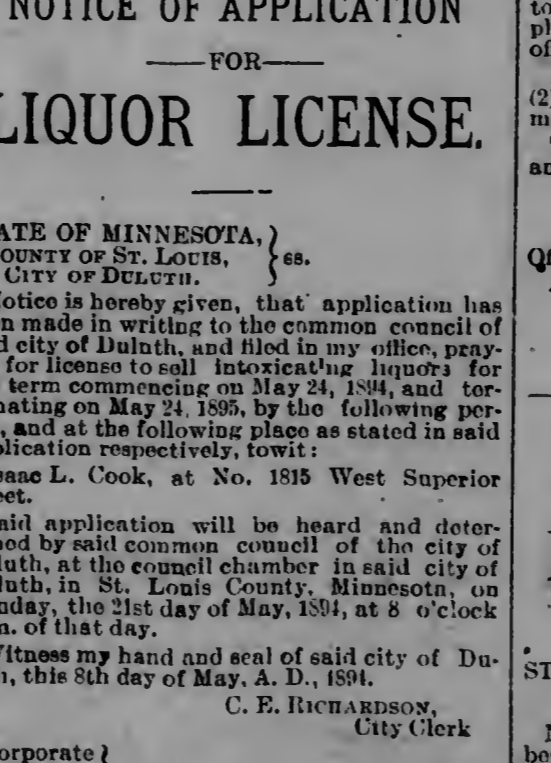 NOTICE OF APPLICATION
FOR
LIQUOR LICENSE.
ATE OF MINNESOTA,
OUNTY OF ST. LOUIS, } ss.
CITY OF DULUTH.
otice is hereby given, that application has
n made in writing to the common council of
d city of Duluth, and filed in my office, pray-
for license to sell intoxicating liquors for
term commencing on May 24, 1894, and ter-
nating on May 24, 1895, by the following per-
, and at the following place as stated in said
plication respectively, towit:
saac L. Cook, at No. 1815 West Superior
eet.
aid application will be heard and deter-
ned by said common council of the city of
luth, at the council chamber in said city of
luth, in St. Louis County, Minnesota, on
nday, the 21st day of May, 1894, at 8 o'clock
m. of that day.
Witness my hand and seal of said city of Du-
h, this 8th day of May, A. D., 1894.
C. E. RICHARDSON,
City Clerk
orporate }
to
pl
of
(2
m
an
Of
ST
be